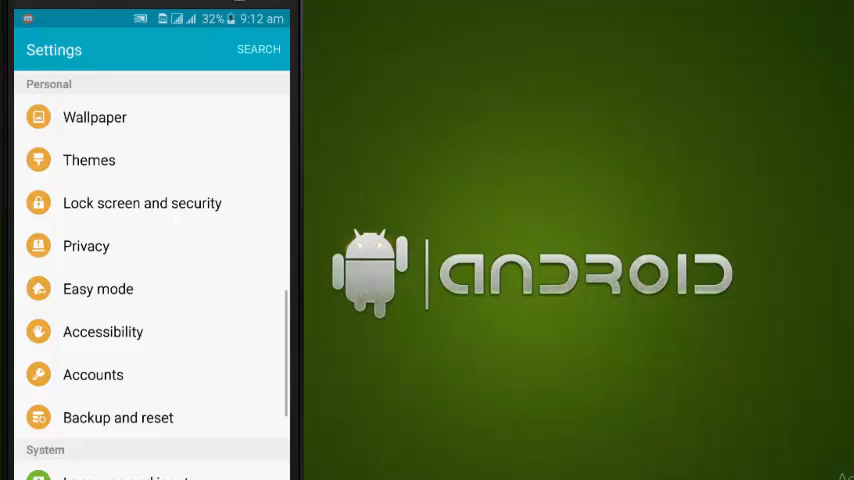 32% 9:12 am
Settings SEARCH
Personal
Wallpaper
Themes
Lock screen and security
Privacy
Easy mode
Accessibility
Accounts
Backup and reset
System
ANDROID